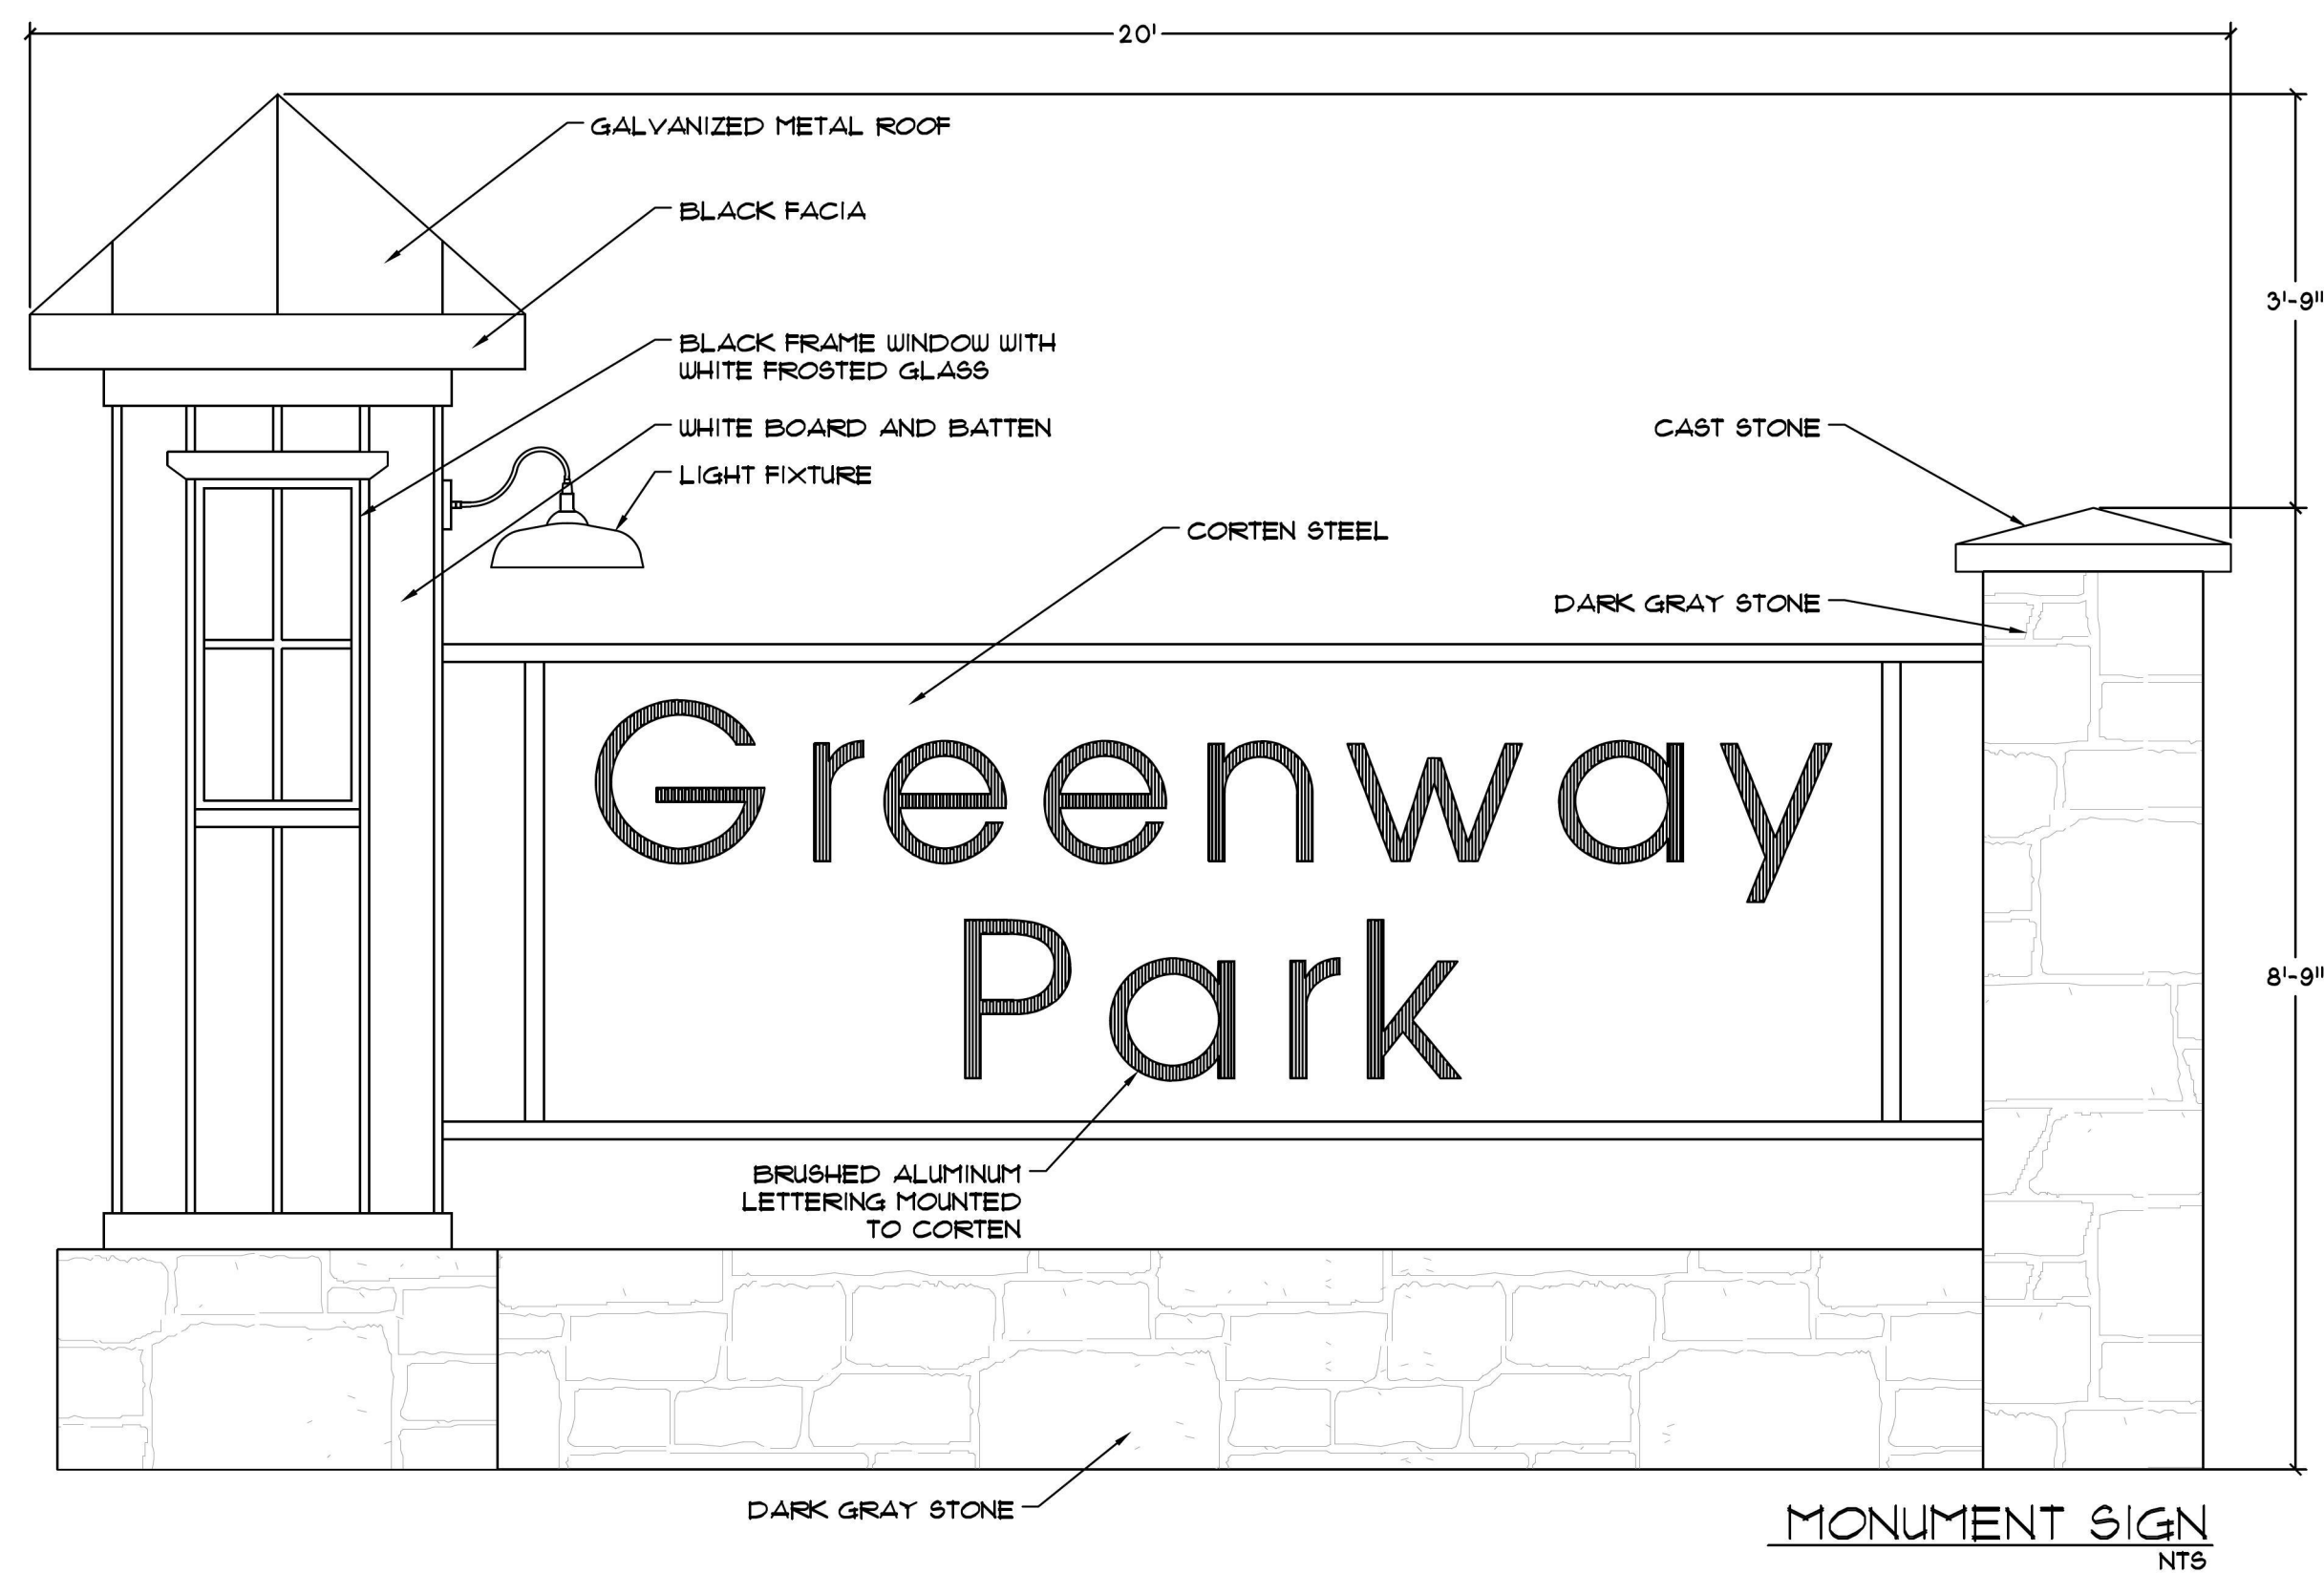 20'
GALVANIZED METAL ROOF
BLACK FACIA
3'-9"
BLACK FRAME WINDOW WITH
WHITE FROSTED GLASS
WHITE BOARD AND BATTEN
CAST STONE
LIGHT FIXTURE
CORTEN STEEL
DARK GRAY STONE
Greenway
Park
8'-9"
BRUSHED ALUMINUM
LETTERING MOUNTED
TO CORTEN
DARK GRAY STONE
MONUMENT SIGN
NTS